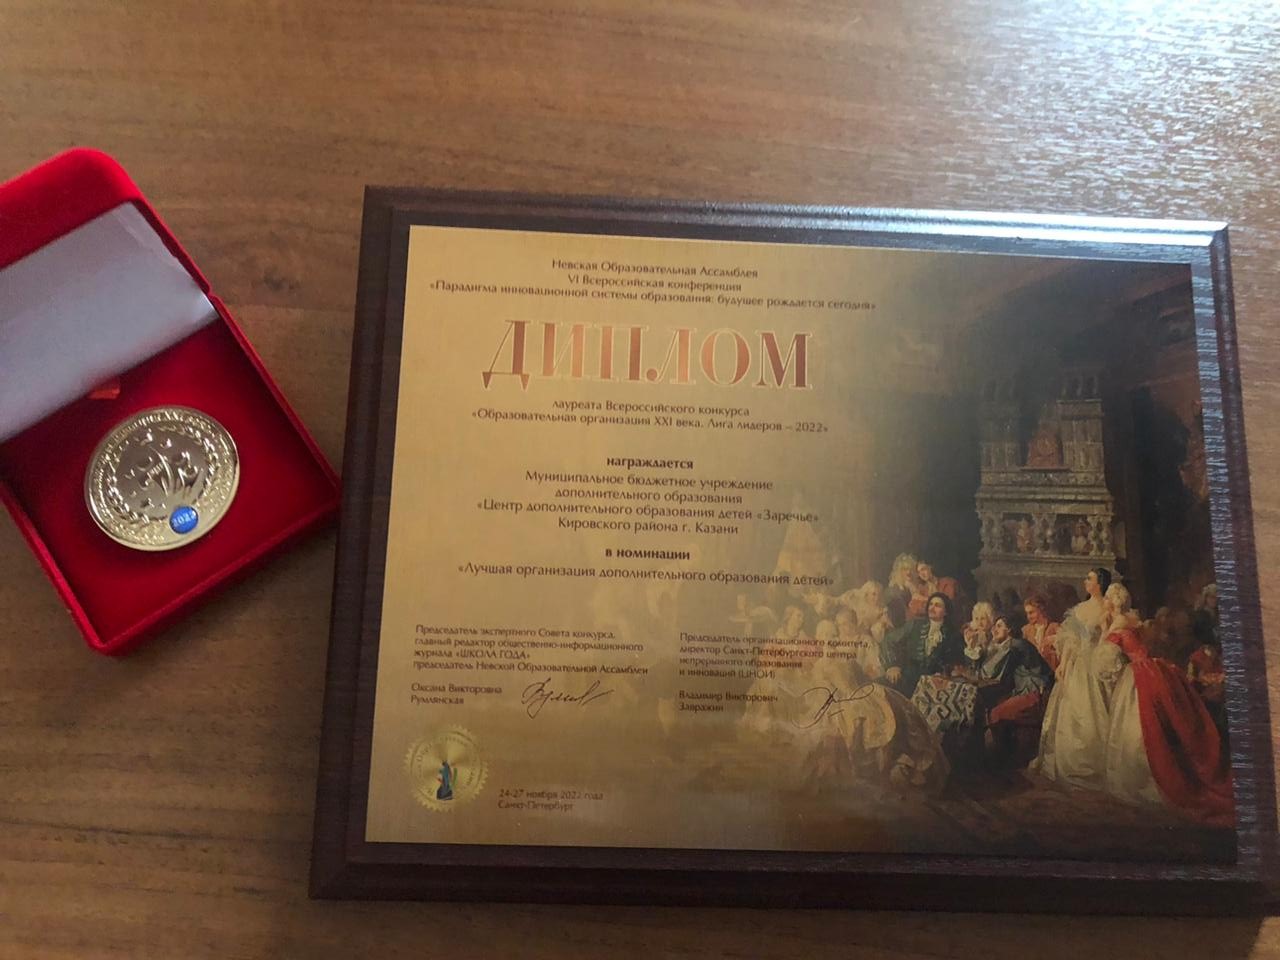 Невская Образовательная Ассамблея
VI Всероссийская конференция
«Парадигма инновационной системы образования: будущее рождается сегодня»
ДИПЛОМ
лауреата Всероссийского конкурса
«Образовательная организация XXI века. Лига лидеров – 2022»
награждается
Муниципальное бюджетное учреждение
дополнительного образования
«Центр дополнительного образования детей «Заречье»
Кировского района г. Казани
в номинации
«Лучшая организация дополнительного образования детей»
Председатель экспертного Совета конкурса,
главный редактор общественно-информационного
журнала «ШКОЛА ГОДА»
председатель Невской Образовательной Ассамблеи
Оксана Викторовна
Румлянская
Председатель организационного комитета,
директор Санкт-Петербургского центра
непрерывного образования
и инноваций (ЦНОИ)
Владимир Викторович
Завражин
24-27 ноября 2022 года
Санкт-Петербург
2022